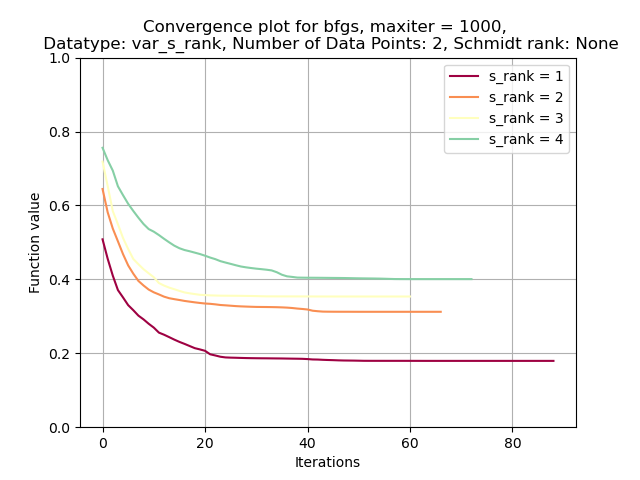 Convergence plot for bfgs, maxiter = 1000,
Datatype: var_s_rank, Number of Data Points: 2, Schmidt rank: None
1.0
0.8
0.6
0.4
0.2
0.0
Function value
s_rank = 1
s_rank = 2
s_rank = 3
s_rank = 4
0
20
40
60
80
Iterations